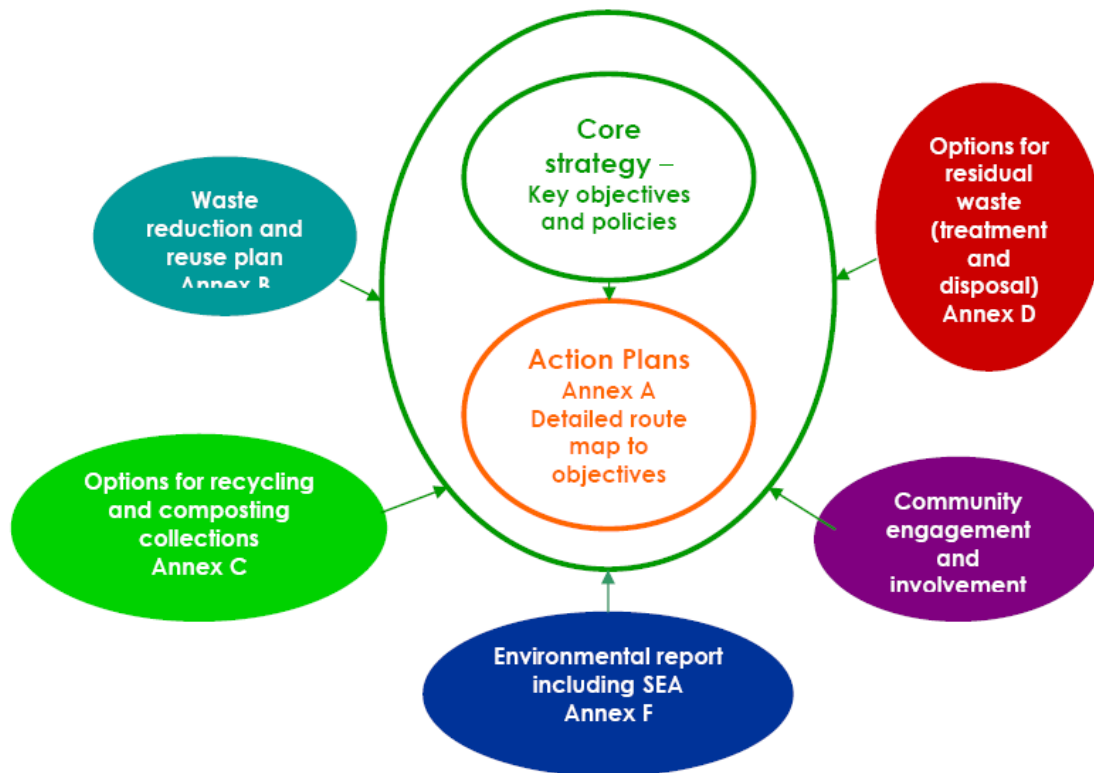 Core
strategy –
Key objectives
and policies
Action Plans
Annex A
Detailed route
map to
objectives
Waste
reduction and
reuse plan
Annex B
Options for
residual
waste
(treatment
and
disposal)
Annex D
Options for recycling
and composting
collections
Annex C
Community
engagement
and
involvement
Environmental report
including SEA
Annex F